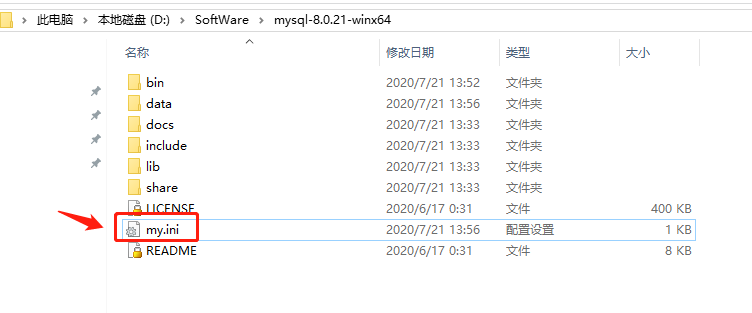 此电脑 > 本地磁盘 (D:) > SoftWare > mysql-8.0.21-winx64
名称 修改日期 类型 大小
bin 2020/7/21 13:52 文件夹
data 2020/7/21 13:56 文件夹
docs 2020/7/21 13:33 文件夹
include 2020/7/21 13:33 文件夹
lib 2020/7/21 13:33 文件夹
share 2020/7/21 13:33 文件夹
LICENSE 2020/6/17 0:31 文件 400 KB
my.ini 2020/7/21 13:56 配置设置 1 KB
README 2020/6/17 0:31 文件 8 KB